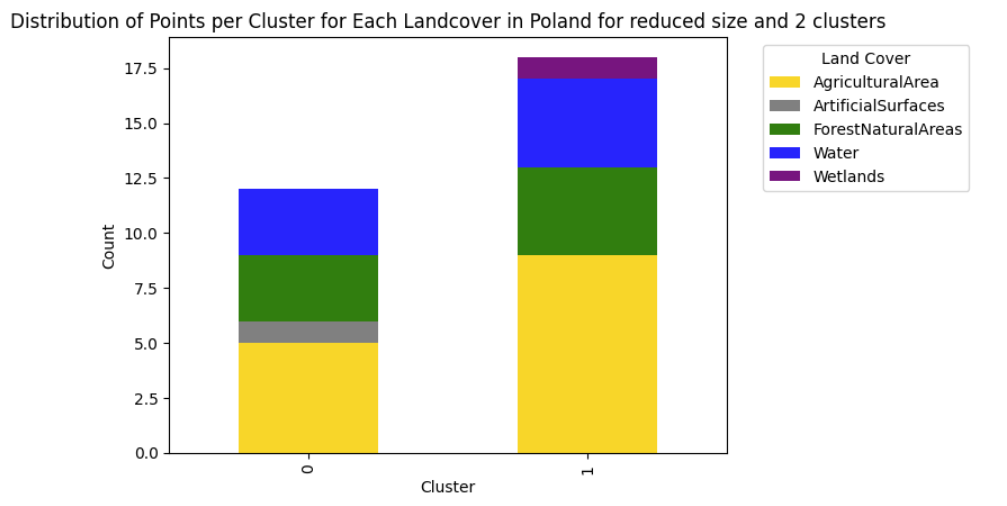 Distribution of Points per Cluster for Each Landcover in Poland for reduced size and 2 clusters
17.5
15.0
12.5
10.0
7.5
5.0
2.5
0.0
Count
0
1
Cluster
Land Cover
AgriculturalArea
ArtificialSurfaces
ForestNaturalAreas
Water
Wetlands